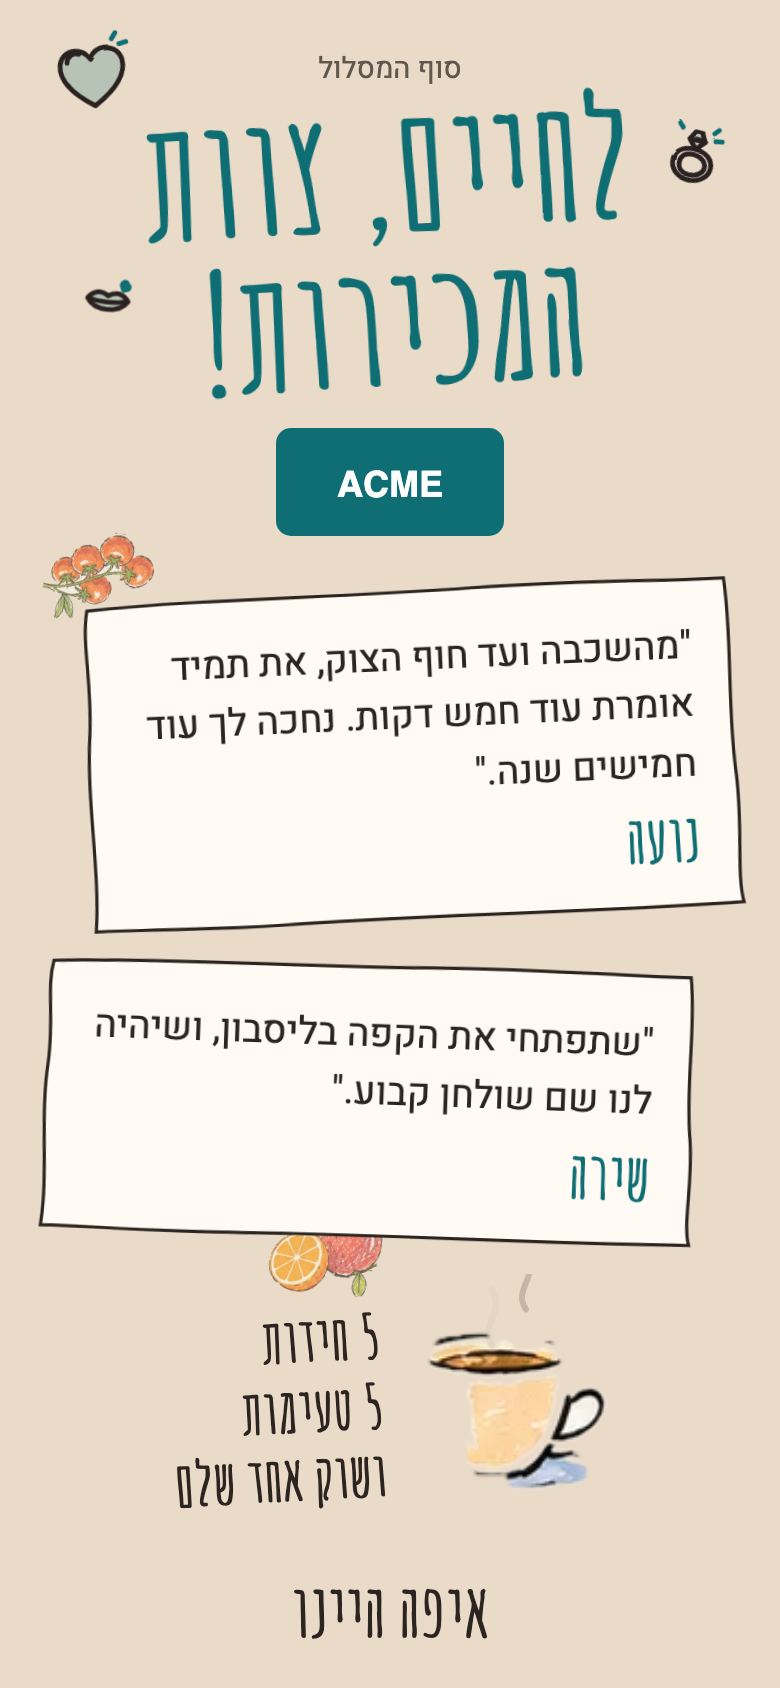 סוף המסלול
לחיים, צוות
המכירות!
ACME
"מהשכבה ועד חוף הצוק, את תמיד
אומרת עוד חמש דקות. נחכה לך עוד
חמישים שנה."
נועה
"שתפתחי את הקפה בליסבון, ושיהיה
לנו שם שולחן קבוע."
שירה
5 חידות
5 טעימות
ושוק אחד שלם
איפה היינו